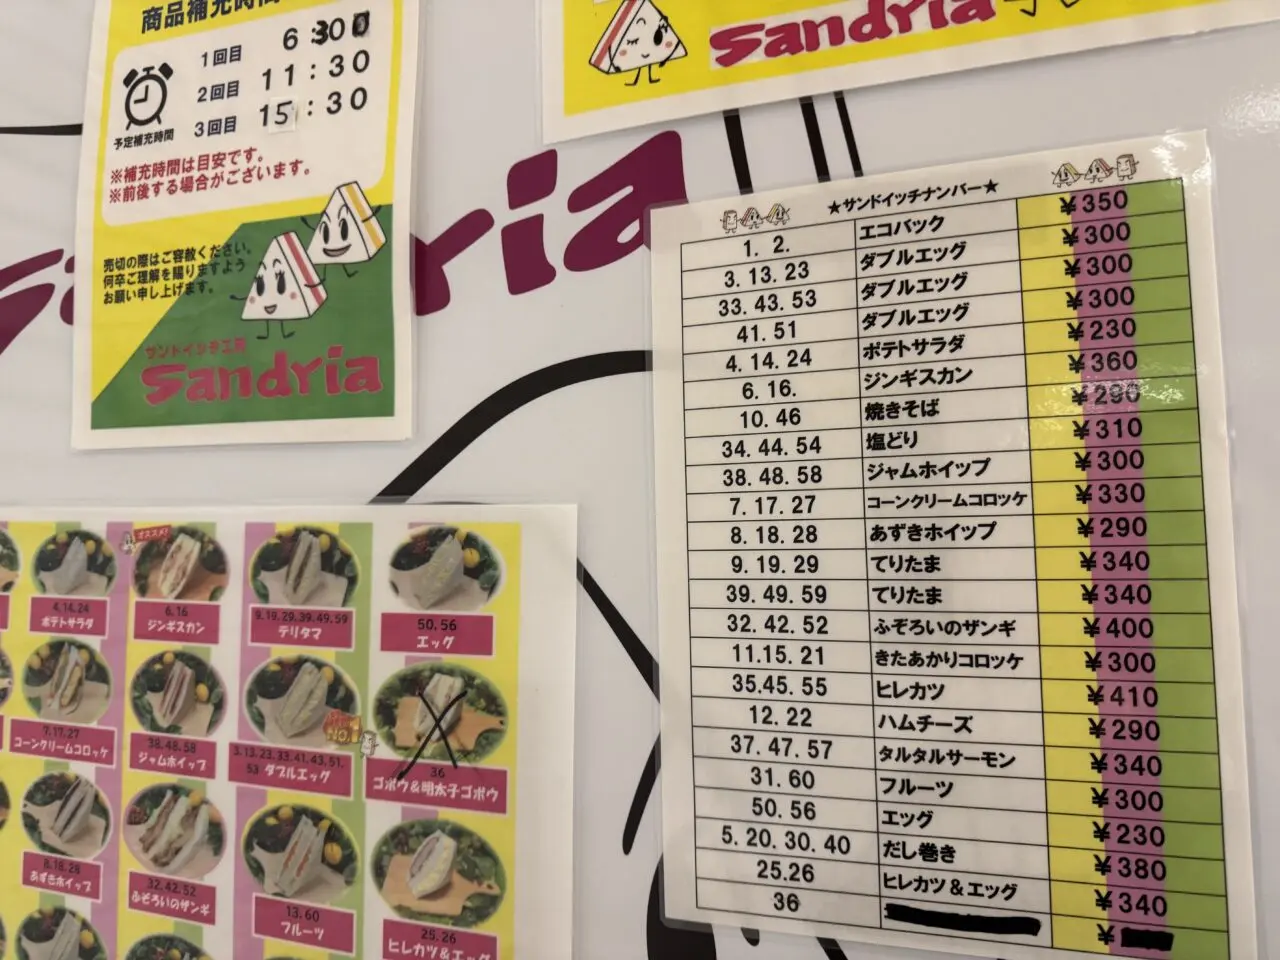 商品補充時間
1回目 6:30
2回目 11:30
3回目 15:30
予定補充時間
※補充時間は目安です。
※前後する場合がございます。
売切の際はご容赦ください。
何卒ご理解を賜りますよう
お願い申し上げます。
サンドイッチ工房
Sandria
Sandria
ria
★サンドイッチナンバー★
1. 2. エコバック ¥350
3. 13. 23 ダブルエッグ ¥300
33. 43. 53 ダブルエッグ ¥300
41. 51 ダブルエッグ ¥300
4. 14. 24 ポテトサラダ ¥230
6. 16. ジンギスカン ¥360
10. 46 焼きそば ¥290
34. 44. 54 塩どり ¥310
38. 48. 58 ジャムホイップ ¥300
7. 17. 27 コーンクリームコロッケ ¥330
8. 18. 28 あずきホイップ ¥290
9. 19. 29 てりたま ¥340
39. 49. 59 てりたま ¥340
32. 42. 52 ふぞろいのザンギ ¥400
11. 15. 21 きたあかりコロッケ ¥300
35. 45. 55 ヒレカツ ¥410
12. 22 ハムチーズ ¥290
37. 47. 57 タルタルサーモン ¥340
31. 60 フルーツ ¥300
50. 56 エッグ ¥230
5. 20. 30. 40 だし巻き ¥380
25.26 ヒレカツ&エッグ ¥340
36 ¥
オススメ!
4.14.24
ポテトサラダ
6.16
ジンギスカン
9.19.29.39.49.59
テリタマ
50.56
エッグ
7.17.27
コーンクリームコロッケ
38.48.58
ジャムホイップ
NO.1
3.13.23.33.41.43.51.
53 ダブルエッグ
36
ゴボウ&明太子ゴボウ
8.18.28
あずきホイップ
32.42.52
ふぞろいのザンギ
13.60
フルーツ
25.26
ヒレカツ&エッグ